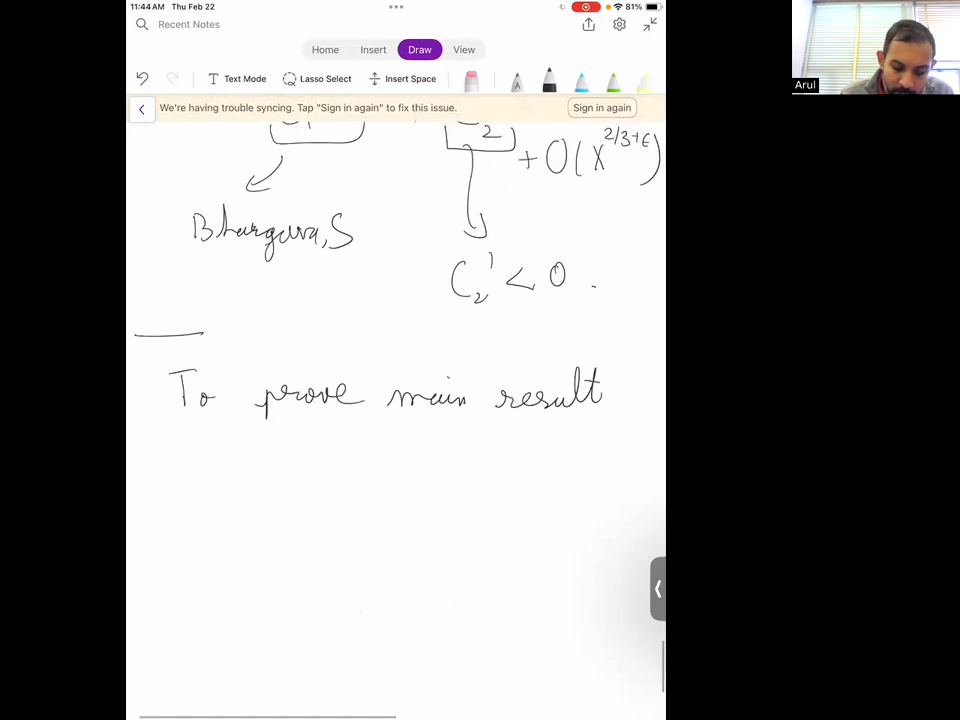 11:44 AM Thu Feb 22
81%
Recent Notes
Home Insert Draw View
Text Mode Lasso Select Insert Space
We're having trouble syncing. Tap "Sign in again" to fix this issue. Sign in again
2
+ O(X^{2/3+ε})
Bhargava, S
C_2' < 0 .
To prove main result
Arul